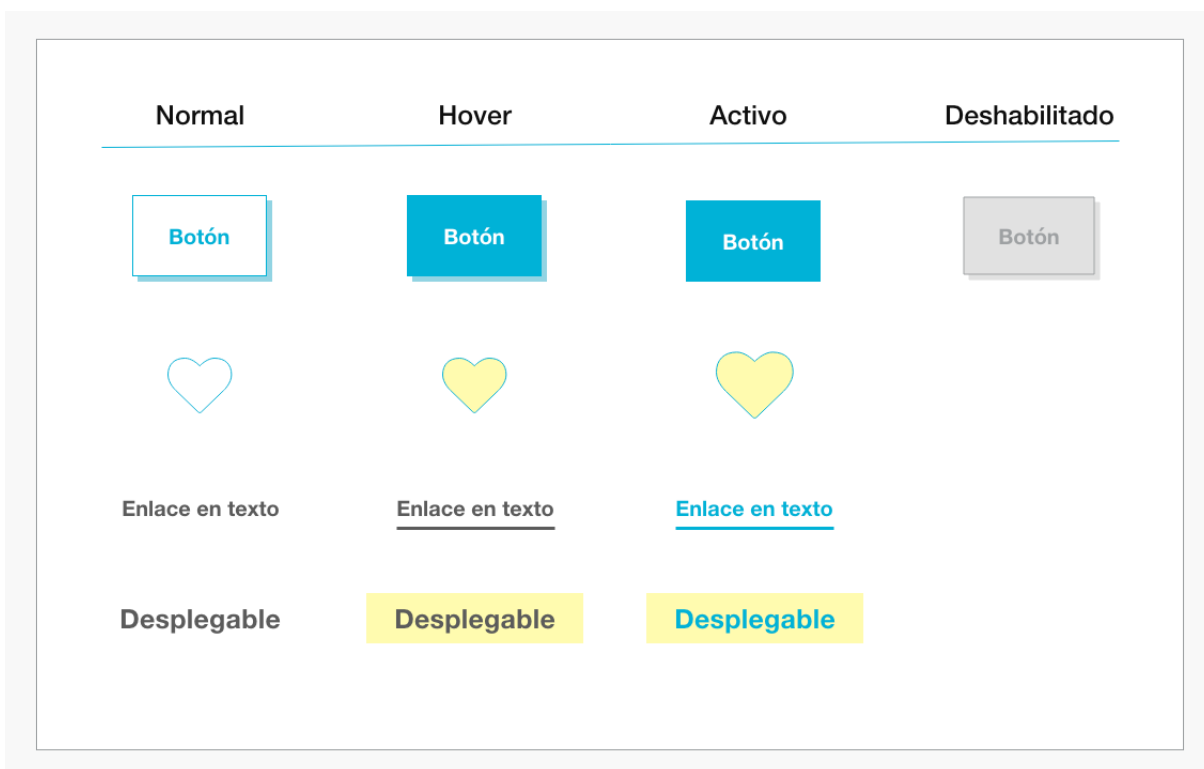 Normal Hover Activo Deshabilitado
Botón Botón Botón Botón
Enlace en texto Enlace en texto Enlace en texto
Desplegable Desplegable Desplegable